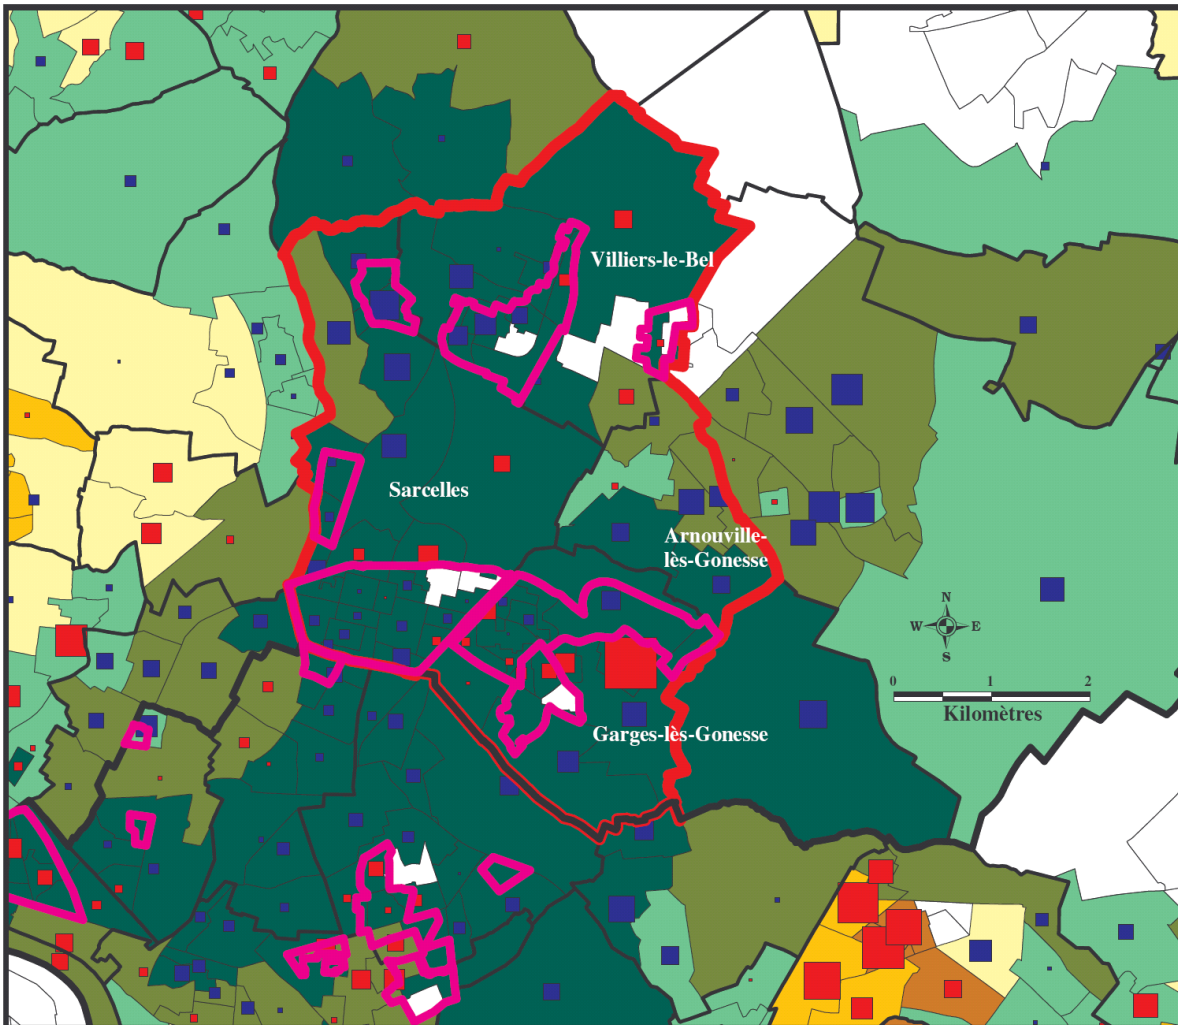 Villiers-le-Bel
Sarcelles
Arnouville-
lès-Gonesse
N
W E
S
0 1 2
Kilomètres
Garges-lès-Gonesse